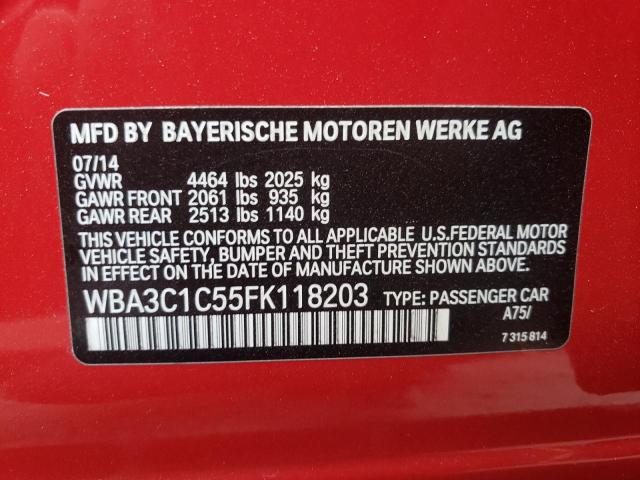 MFD BY BAYERISCHE MOTOREN WERKE AG
07/14
GVWR 4464 lbs 2025 kg
GAWR FRONT 2061 lbs 935 kg
GAWR REAR 2513 lbs 1140 kg
THIS VEHICLE CONFORMS TO ALL APPLICABLE U.S.FEDERAL MOTOR
VEHICLE SAFETY, BUMPER AND THEFT PREVENTION STANDARDS
IN EFFECT ON THE DATE OF MANUFACTURE SHOWN ABOVE.
WBA3C1C55FK118203 TYPE: PASSENGER CAR
A75/
7 315 814